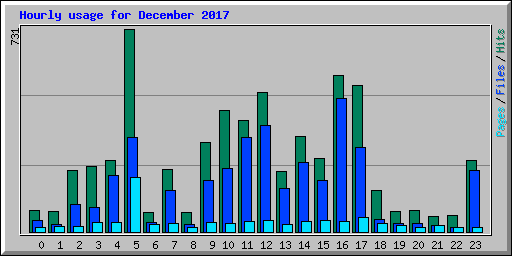 Hourly usage for December 2017
731
Pages / Files / Hits
0 1 2 3 4 5 6 7 8 9 10 11 12 13 14 15 16 17 18 19 20 21 22 23